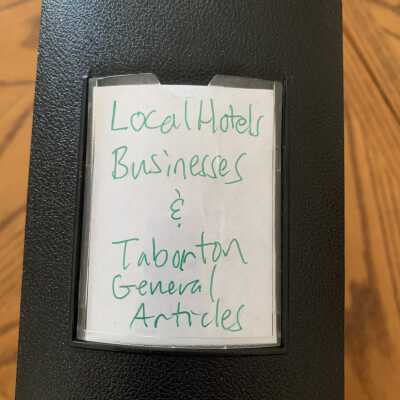 Local Hotels
Businesses
&
Taborton
General
Articles